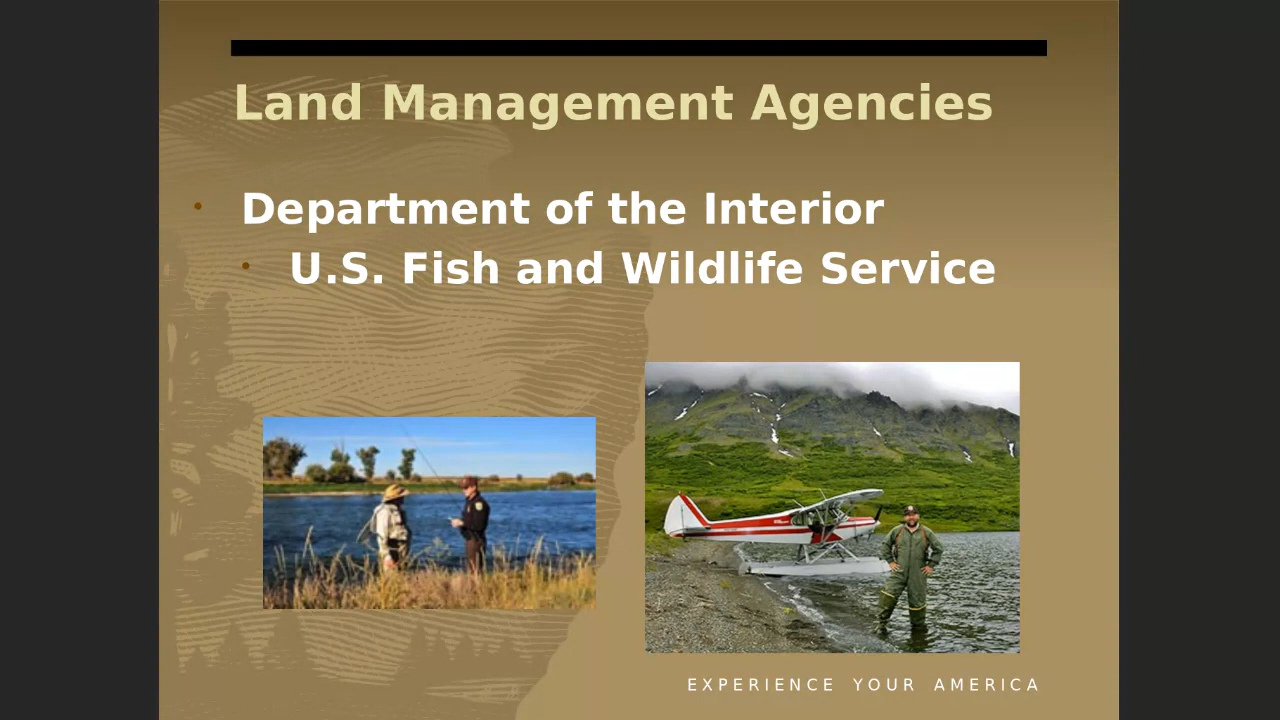 Land Management Agencies
• Department of the Interior
• U.S. Fish and Wildlife Service
EXPERIENCE YOUR AMERICA